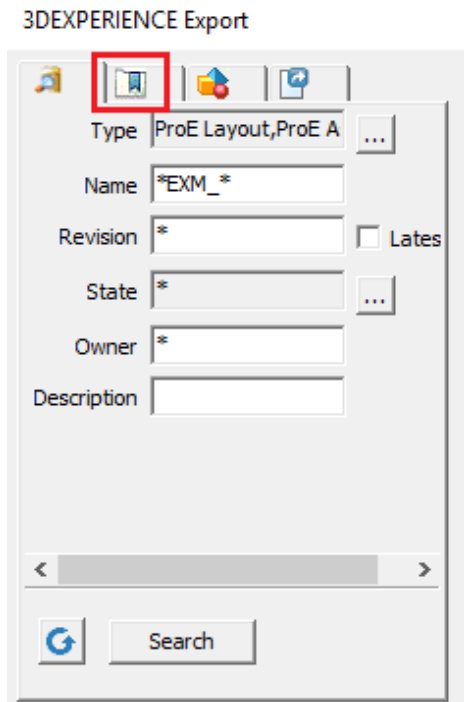 3DEXPERIENCE Export
Type ProE Layout,ProE A ...
Name *EXM_*
Revision * Lates
State * ...
Owner *
Description
Search